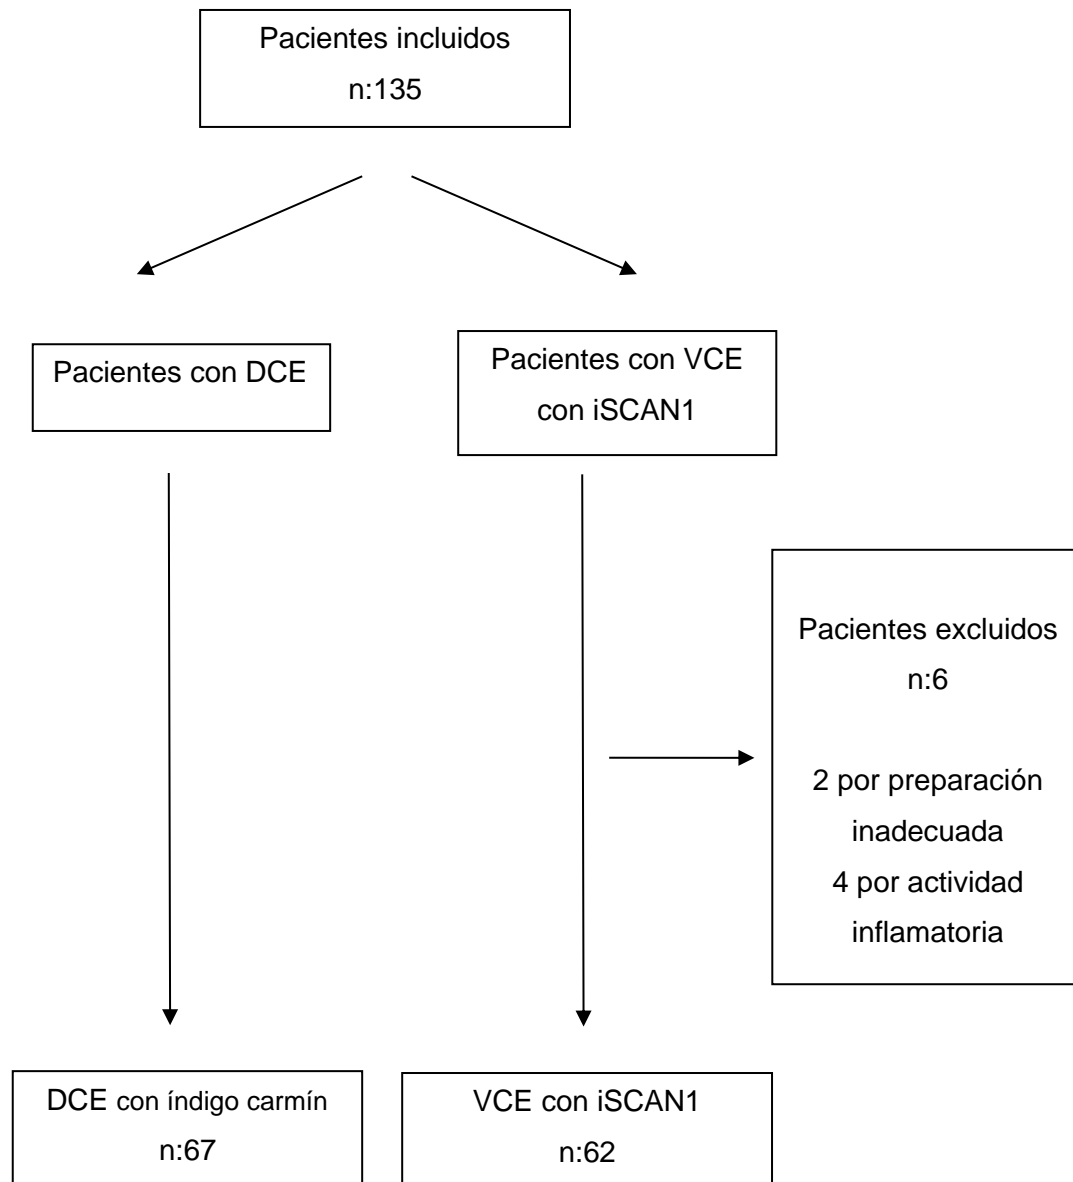 Pacientes incluidos
n:135
Pacientes con DCE
Pacientes con VCE
con iSCAN1
Pacientes excluidos
n:6
2 por preparación
inadecuada
4 por actividad
inflamatoria
DCE con índigo carmín
n:67
VCE con iSCAN1
n:62